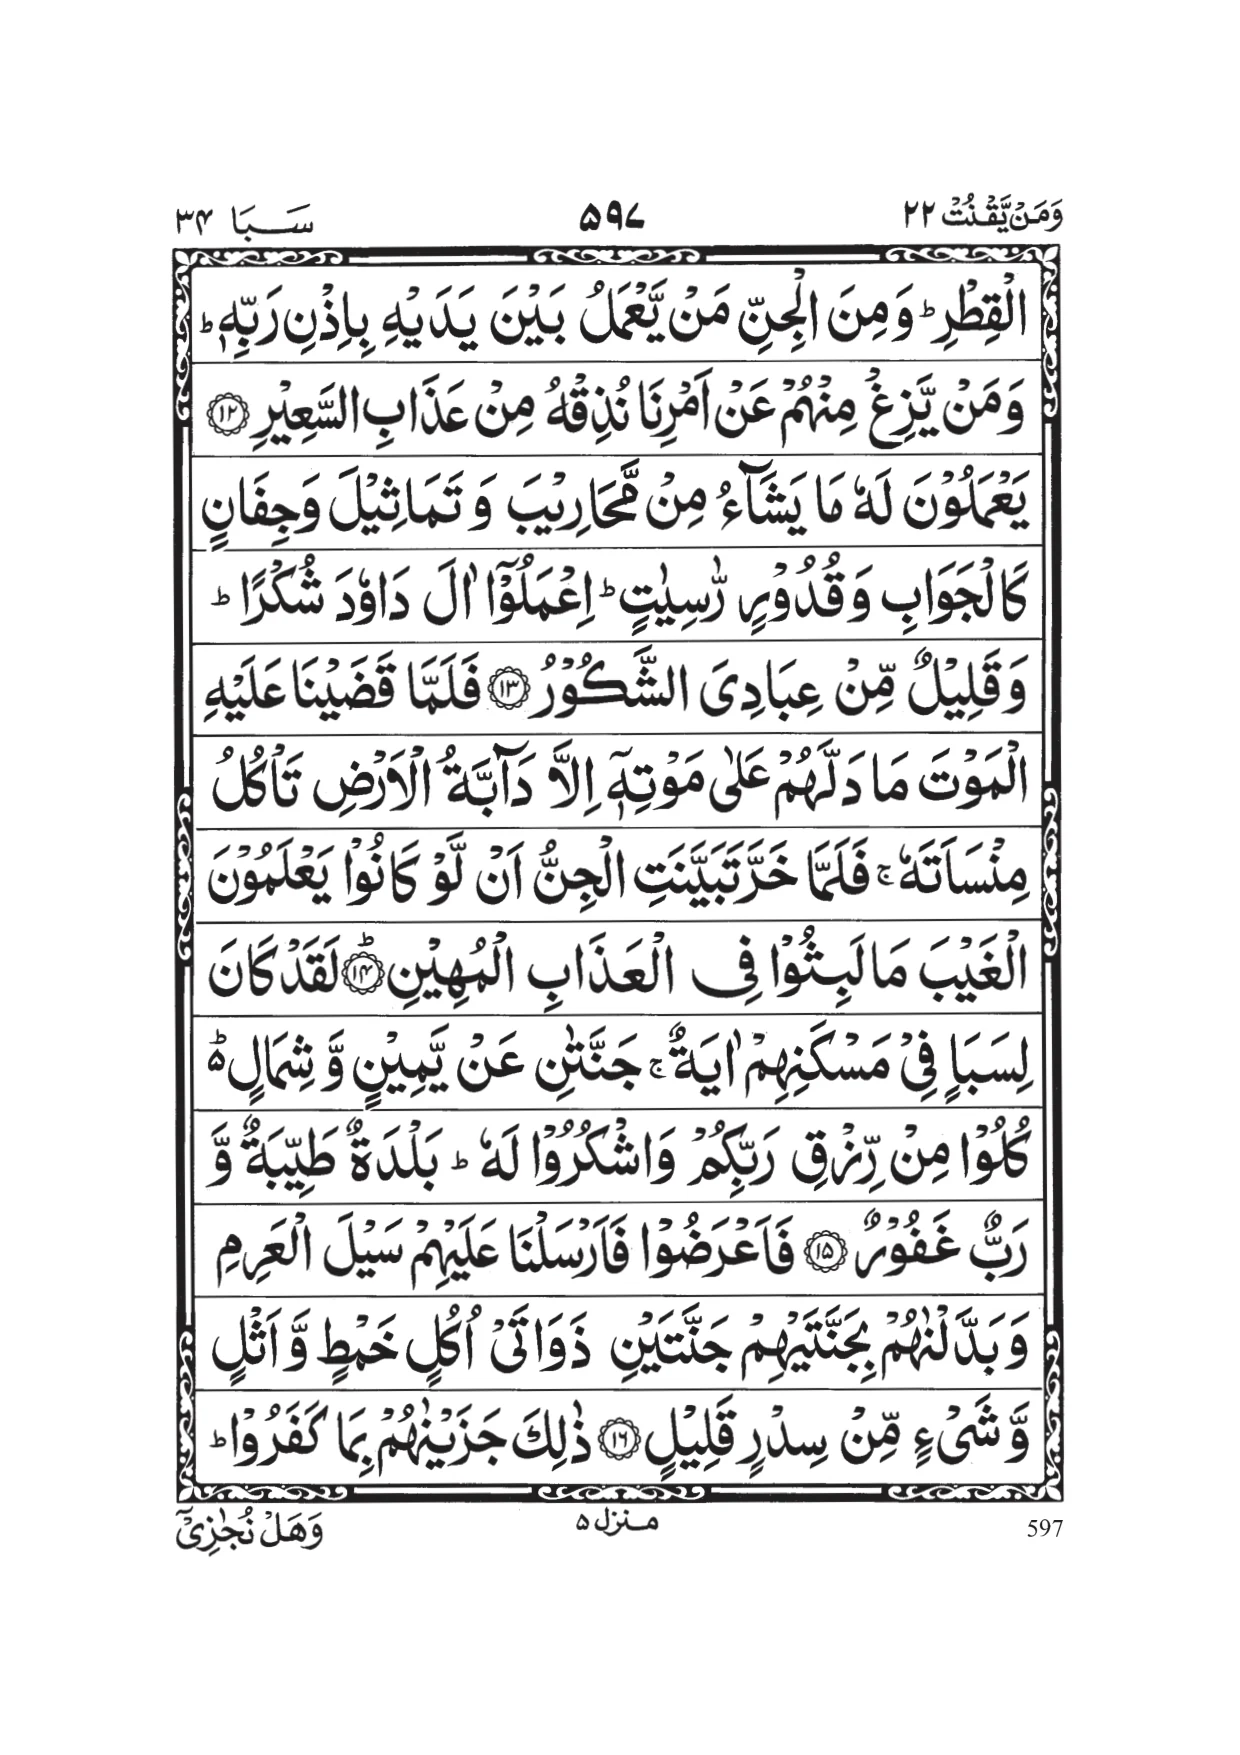 وَمَنْ يَّقْنُتْ ٢٢ ٥٩٧ سَبَا ٣٤
الْقِطْرِ ؕ وَمِنَ الْجِنِّ مَنْ يَّعْمَلُ بَيْنَ يَدَيْهِ بِاِذْنِ رَبِّهٖ ؕ
وَمَنْ يَّزِغْ مِنْهُمْ عَنْ اَمْرِنَا نُذِقْهُ مِنْ عَذَابِ السَّعِيْرِ ﴿١٢﴾
يَعْمَلُوْنَ لَهٗ مَا يَشَآءُ مِنْ مَّحَارِيْبَ وَ تَمَاثِيْلَ وَجِفَانٍ
كَالْجَوَابِ وَقُدُوْرٍ رّٰسِيٰتٍ ؕ اِعْمَلُوْۤا اٰلَ دَاوٗدَ شُكْرًا ؕ
وَقَلِيْلٌ مِّنْ عِبَادِىَ الشَّكُوْرُ ﴿١٣﴾ فَلَمَّا قَضَيْنَا عَلَيْهِ
الْمَوْتَ مَا دَلَّهُمْ عَلٰى مَوْتِهٖۤ اِلَّا دَآبَّةُ الْاَرْضِ تَاْكُلُ
مِنْسَاَتَهٗ ۚ فَلَمَّا خَرَّ تَبَيَّنَتِ الْجِنُّ اَنْ لَّوْ كَانُوْا يَعْلَمُوْنَ
الْغَيْبَ مَا لَبِثُوْا فِى الْعَذَابِ الْمُهِيْنِ ﴿١٤﴾ؕ لَقَدْ كَانَ
لِسَبَاٍ فِىْ مَسْكَنِهِمْ اٰيَةٌ ۚ جَنَّتٰنِ عَنْ يَّمِيْنٍ وَّ شِمَالٍ ۬ؕ
كُلُوْا مِنْ رِّزْقِ رَبِّكُمْ وَاشْكُرُوْا لَهٗ ؕ بَلْدَةٌ طَيِّبَةٌ وَّ
رَبٌّ غَفُوْرٌ ﴿١٥﴾ فَاَعْرَضُوْا فَاَرْسَلْنَا عَلَيْهِمْ سَيْلَ الْعَرِمِ
وَبَدَّلْنٰهُمْ بِجَنَّتَيْهِمْ جَنَّتَيْنِ ذَوَاتَىْ اُكُلٍ خَمْطٍ وَّ اَثْلٍ
وَّشَىْءٍ مِّنْ سِدْرٍ قَلِيْلٍ ﴿١٦﴾ ذٰلِكَ جَزَيْنٰهُمْ بِمَا كَفَرُوْا ؕ
597 منزل ٥ وَهَلْ نُجٰزِىْۤ